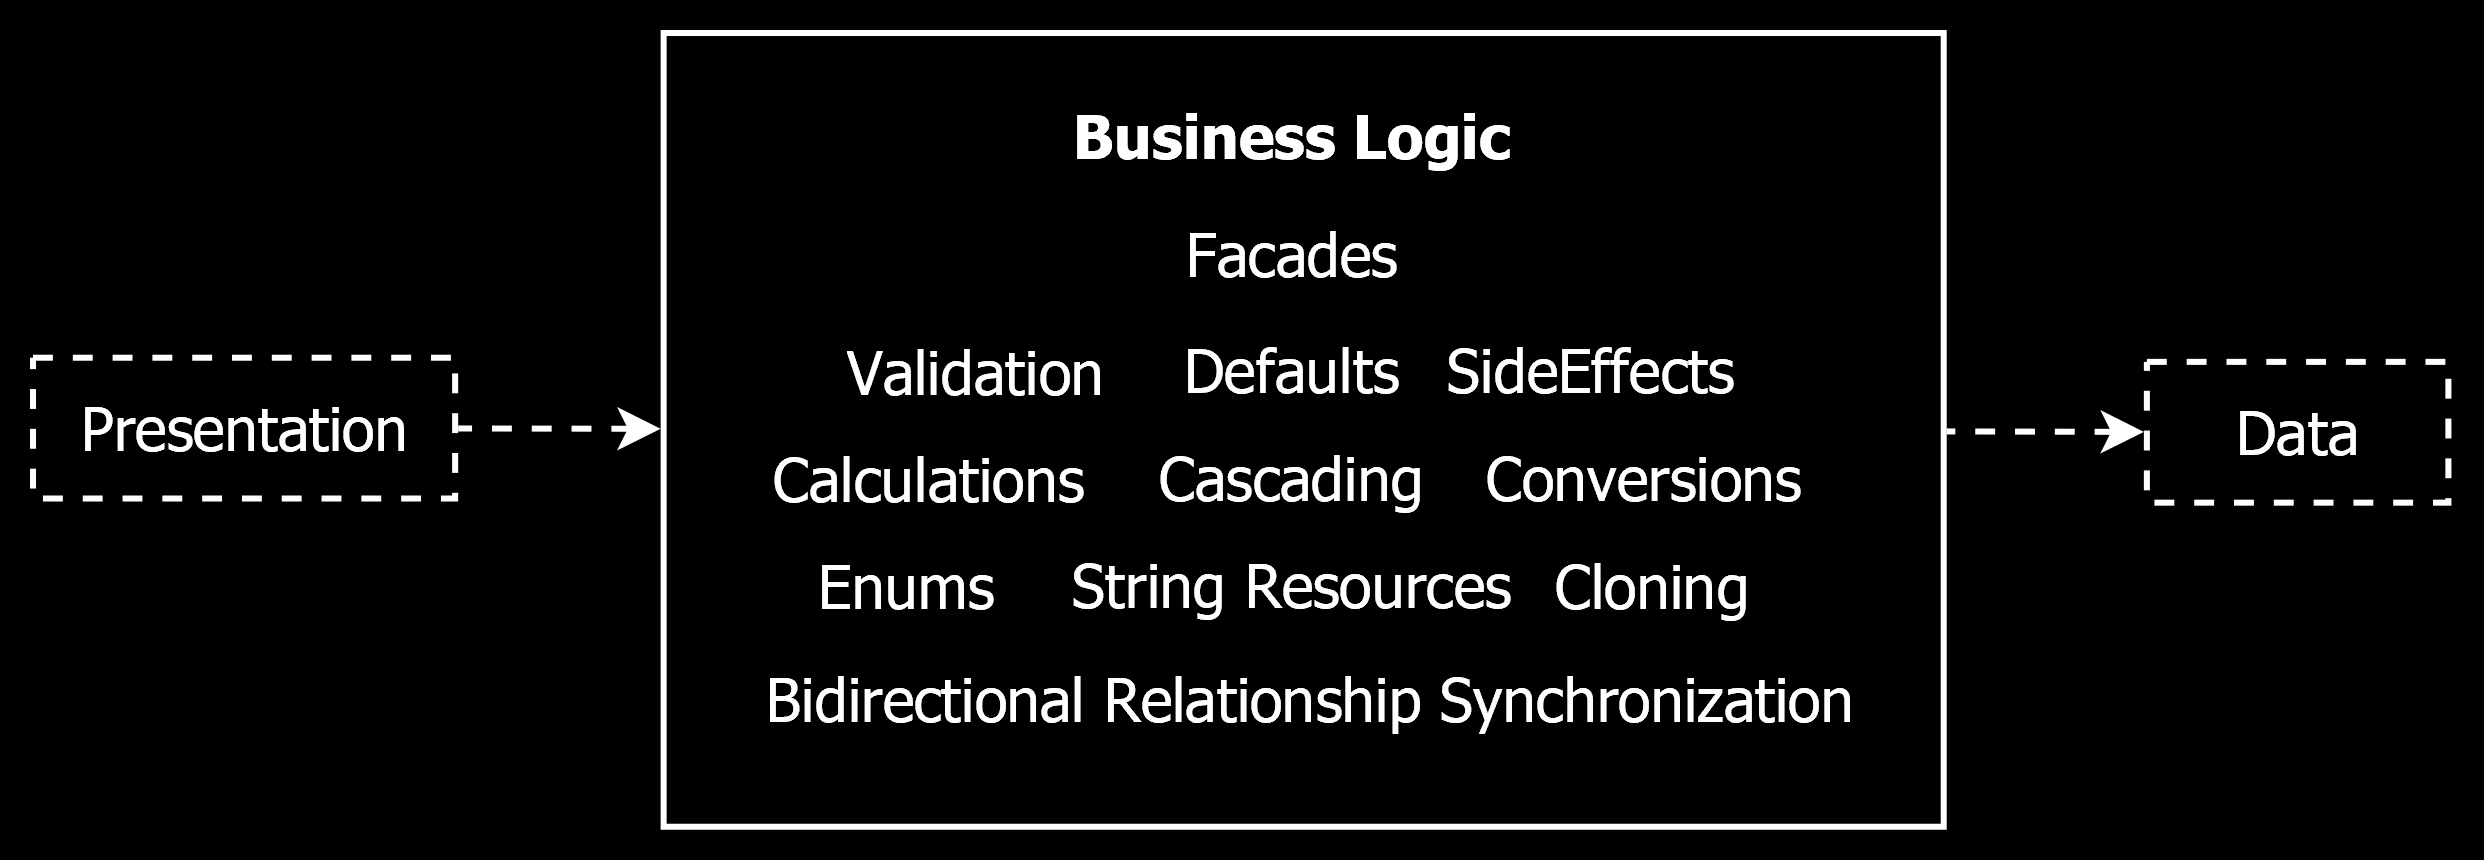 Business Logic
Facades
Validation Defaults SideEffects
Presentation
Data
Calculations Cascading Conversions
Enums String Resources Cloning
Bidirectional Relationship Synchronization